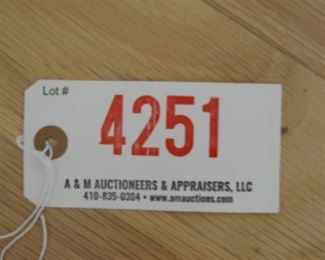 Lot #
4251
A & M AUCTIONEERS & APPRAISERS, LLC
410-835-0384 • www.amauctions.com